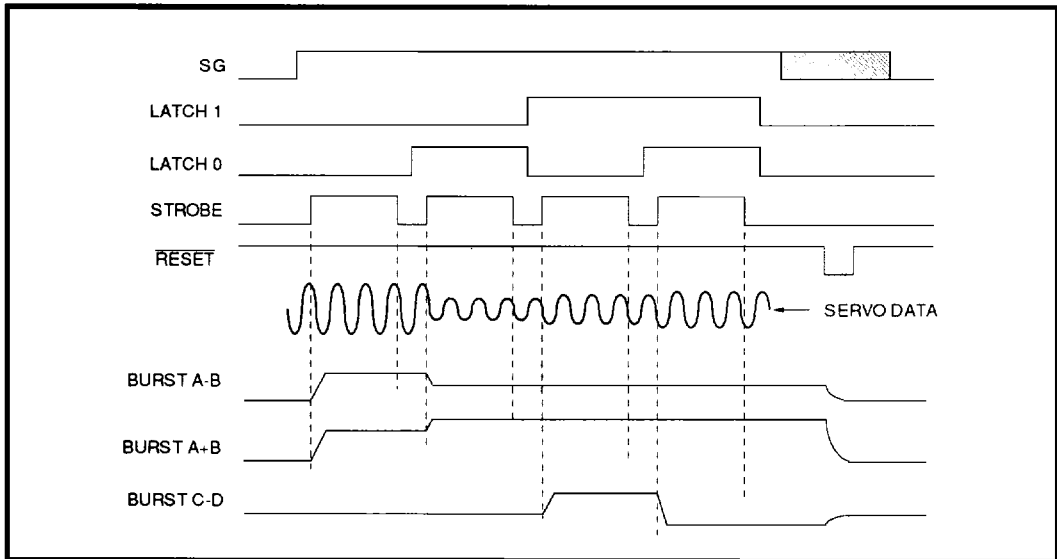 SG
LATCH 1
LATCH 0
STROBE
RESET
SERVO DATA
BURST A-B
BURST A+B
BURST C-D